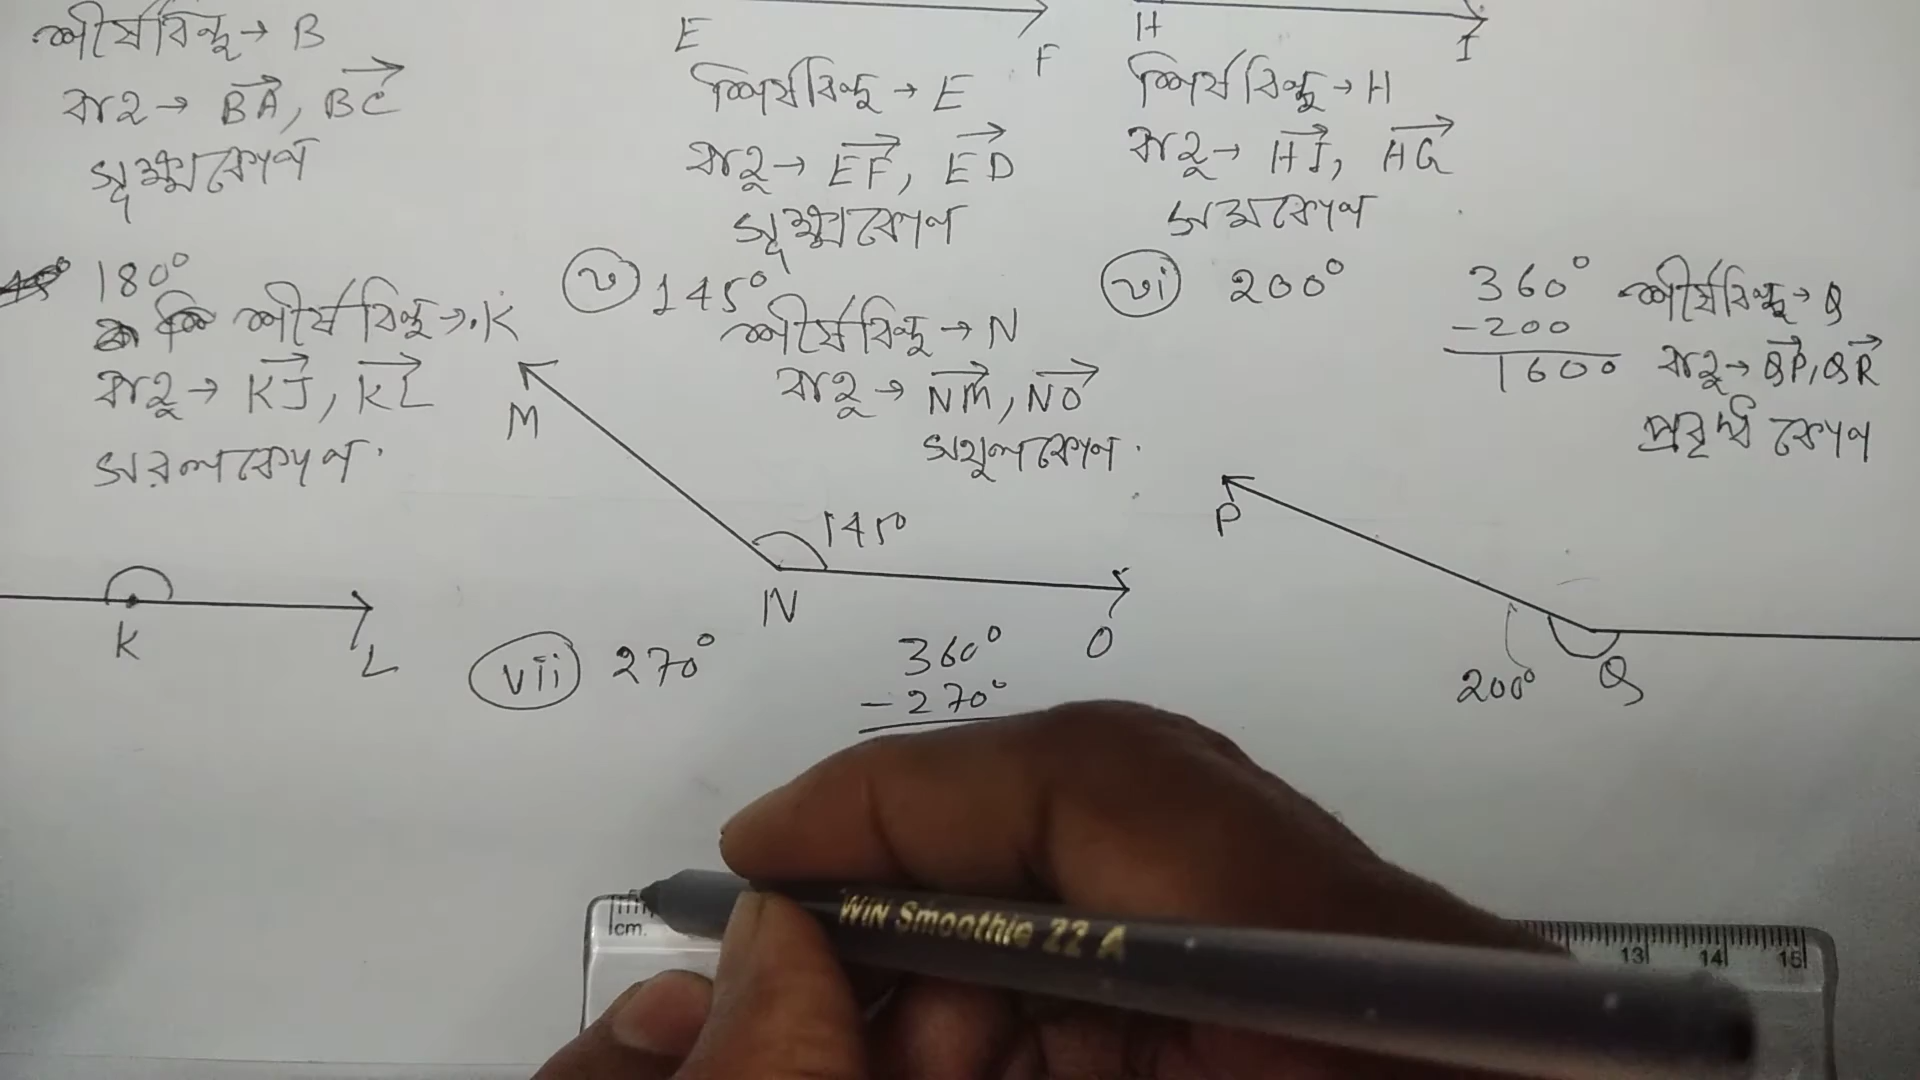 শীর্ষবিন্দু → B
বাহু → BA, BC
সূক্ষ্মকোণ
E
F
শির্ষবিন্দু → E
বাহু → EF, ED
সূক্ষ্মকোণ
H
I
শির্ষবিন্দু → H
বাহু → HI, HG
সমকোণ
180°
শীর্ষবিন্দু → K
বাহু → KJ, KL
সরলকোণ
K
L
v 145°
শীর্ষবিন্দু → N
বাহু → NM, NO
সথুলকোণ
M
145°
N
O
vi 200°
360°
-200
160°
শীর্ষবিন্দু → Q
বাহু → QP, QR
প্রবৃদ্ধ কোণ
P
200°
Q
vii 270°
360°
-270°
cm.
13 14 15
WIN Smoothie 22 A